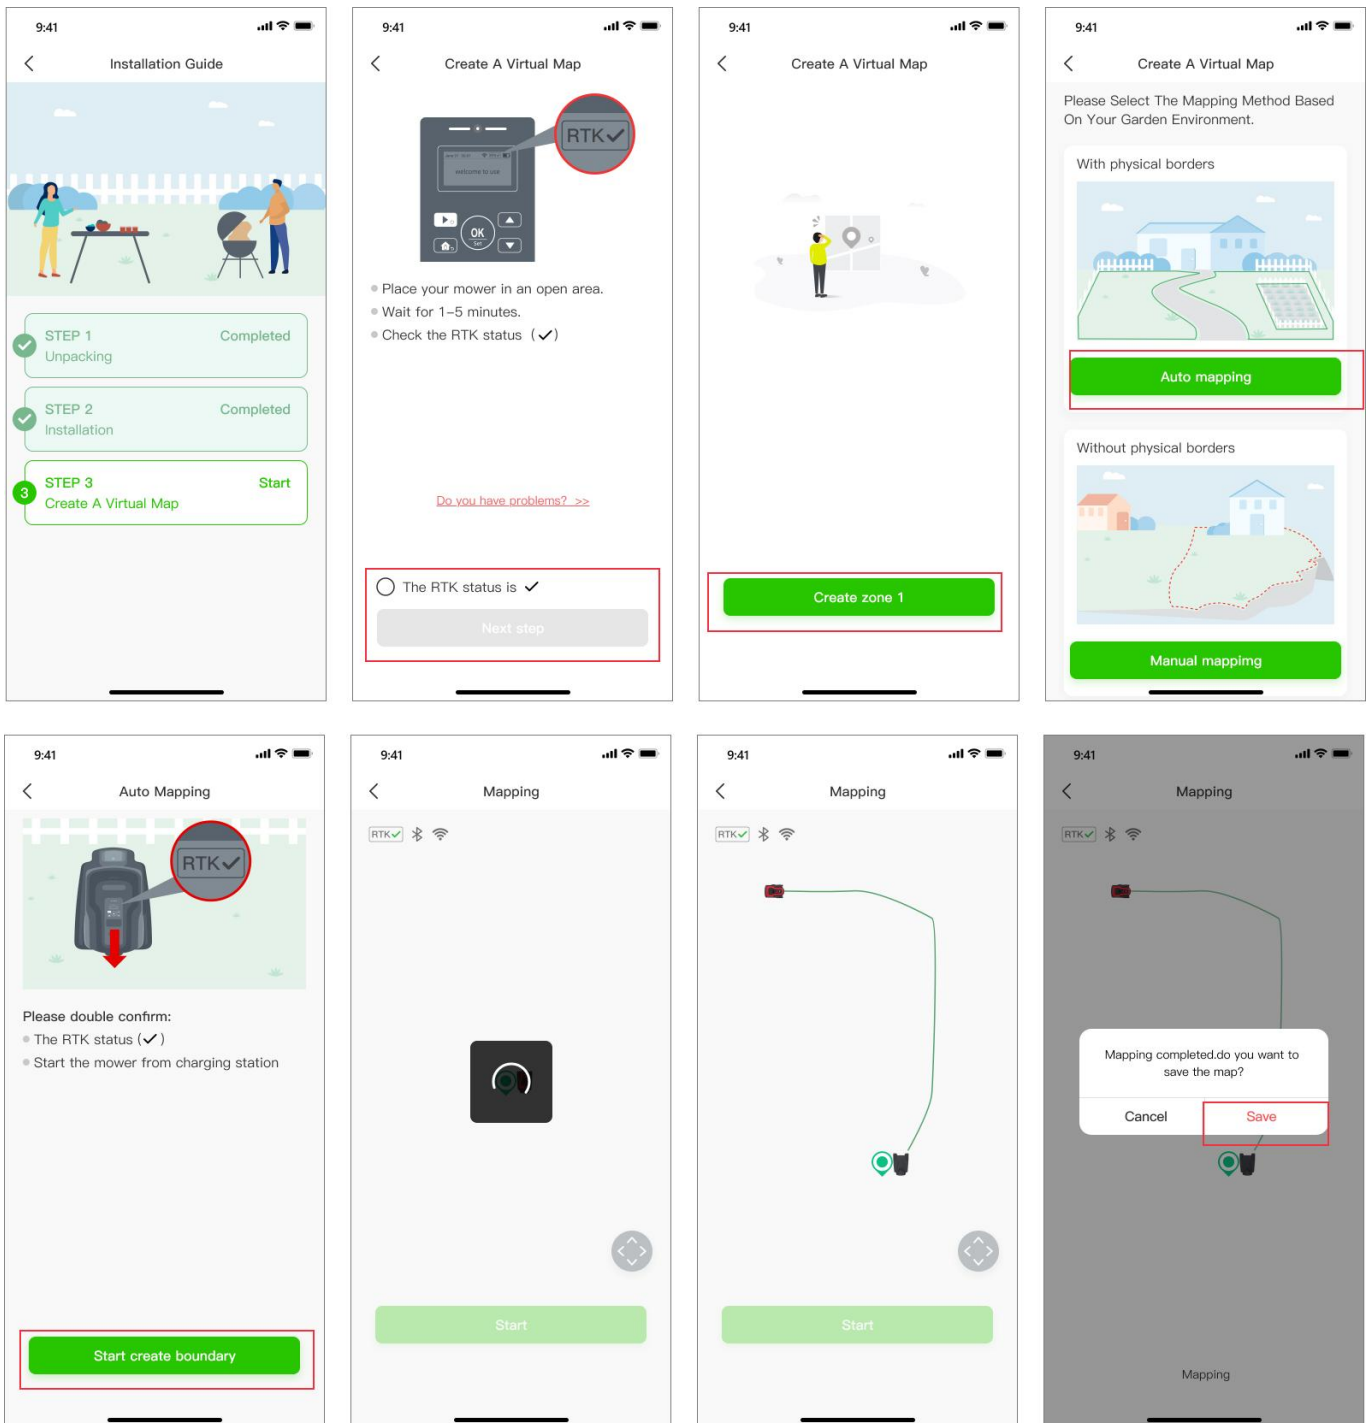 9:41
Installation Guide
STEP 1 Completed
Unpacking
STEP 2 Completed
Installation
3
STEP 3 Start
Create A Virtual Map
9:41
Create A Virtual Map
RTK
welcome to use
OK
Set
Place your mower in an open area.
Wait for 1–5 minutes.
Check the RTK status (✓)
Do you have problems? >>
The RTK status is ✓
Next step
9:41
Create A Virtual Map
Create zone 1
9:41
Create A Virtual Map
Please Select The Mapping Method Based
On Your Garden Environment.
With physical borders
Auto mapping
Without physical borders
Manual mappimg
9:41
Auto Mapping
RTK
Please double confirm:
The RTK status (✓)
Start the mower from charging station
Start create boundary
9:41
Mapping
RTK
Start
9:41
Mapping
RTK
Start
9:41
Mapping
RTK
Mapping completed.do you want to
save the map?
Cancel Save
Mapping